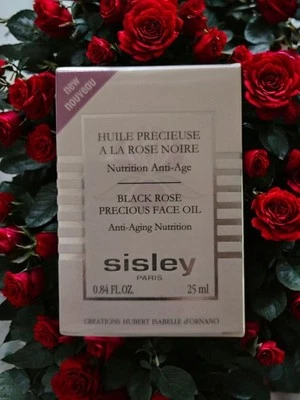 new
nouveau
HUILE PRECIEUSE
A LA ROSE NOIRE
Nutrition Anti-Age
BLACK ROSE
PRECIOUS FACE OIL
Anti-Aging Nutrition
sisley
PARIS
0.84 FL.OZ. 25 ml
CREATIONS HUBERT ISABELLE d'ORNANO